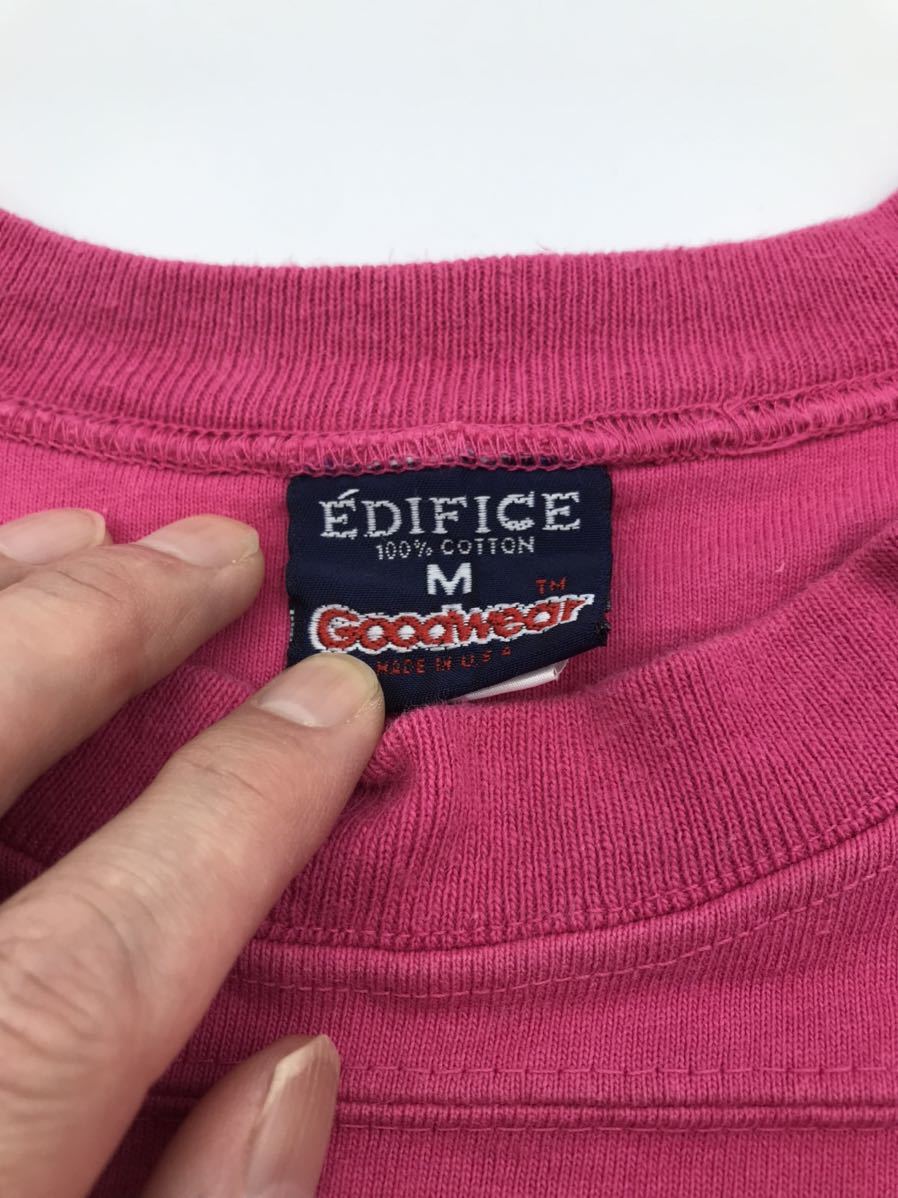 ÉDIFICE
100% COTTON
M
Goodwear TM
MADE IN U.S.A